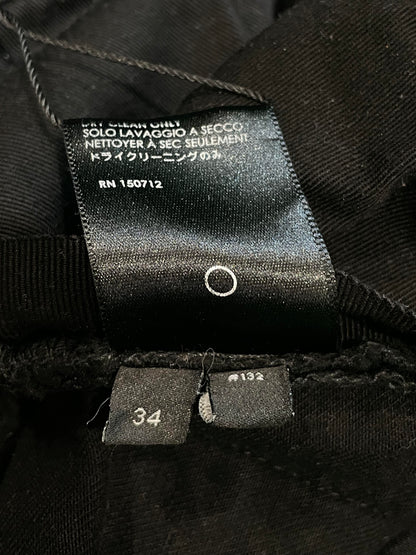 DRY CLEAN ONLY
SOLO LAVAGGIO A SECCO
NETTOYER À SEC SEULEMENT
ドライクリーニングのみ
RN 150712
34
@132